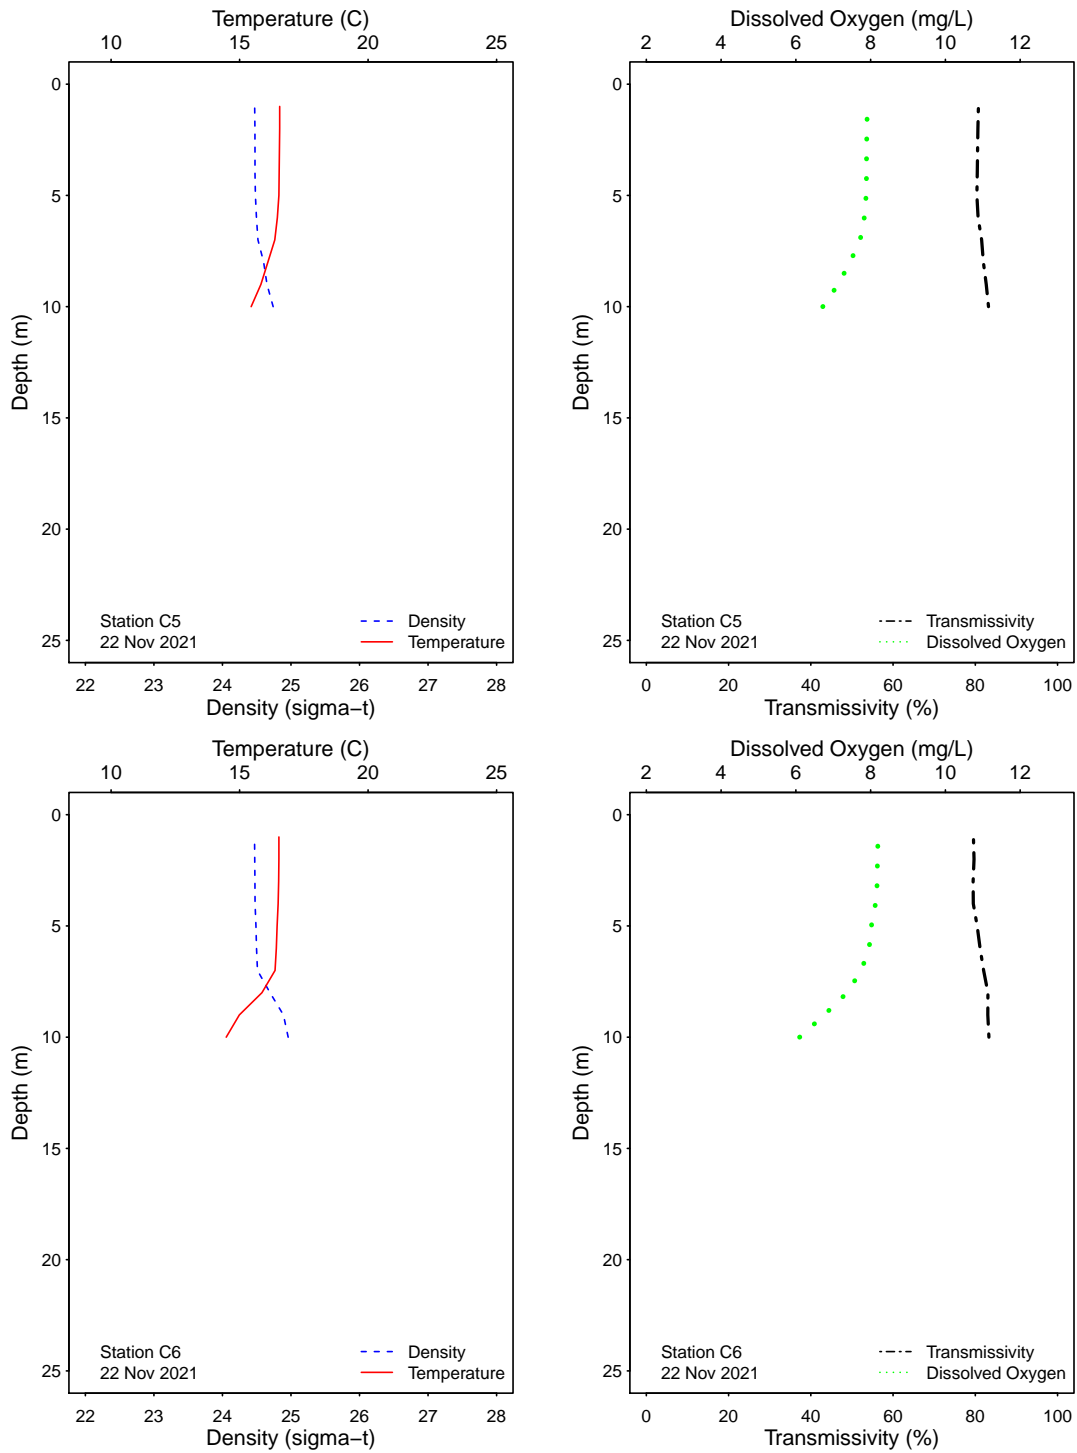 Temperature (C)
10 15 20 25
0
5
10
15
20
25
Depth (m)
Station C5
22 Nov 2021
Density
Temperature
22 23 24 25 26 27 28
Density (sigma−t)
Dissolved Oxygen (mg/L)
2 4 6 8 10 12
0
5
10
15
20
25
Depth (m)
Station C5
22 Nov 2021
Transmissivity
Dissolved Oxygen
0 20 40 60 80 100
Transmissivity (%)
Temperature (C)
10 15 20 25
0
5
10
15
20
25
Depth (m)
Station C6
22 Nov 2021
Density
Temperature
22 23 24 25 26 27 28
Density (sigma−t)
Dissolved Oxygen (mg/L)
2 4 6 8 10 12
0
5
10
15
20
25
Depth (m)
Station C6
22 Nov 2021
Transmissivity
Dissolved Oxygen
0 20 40 60 80 100
Transmissivity (%)